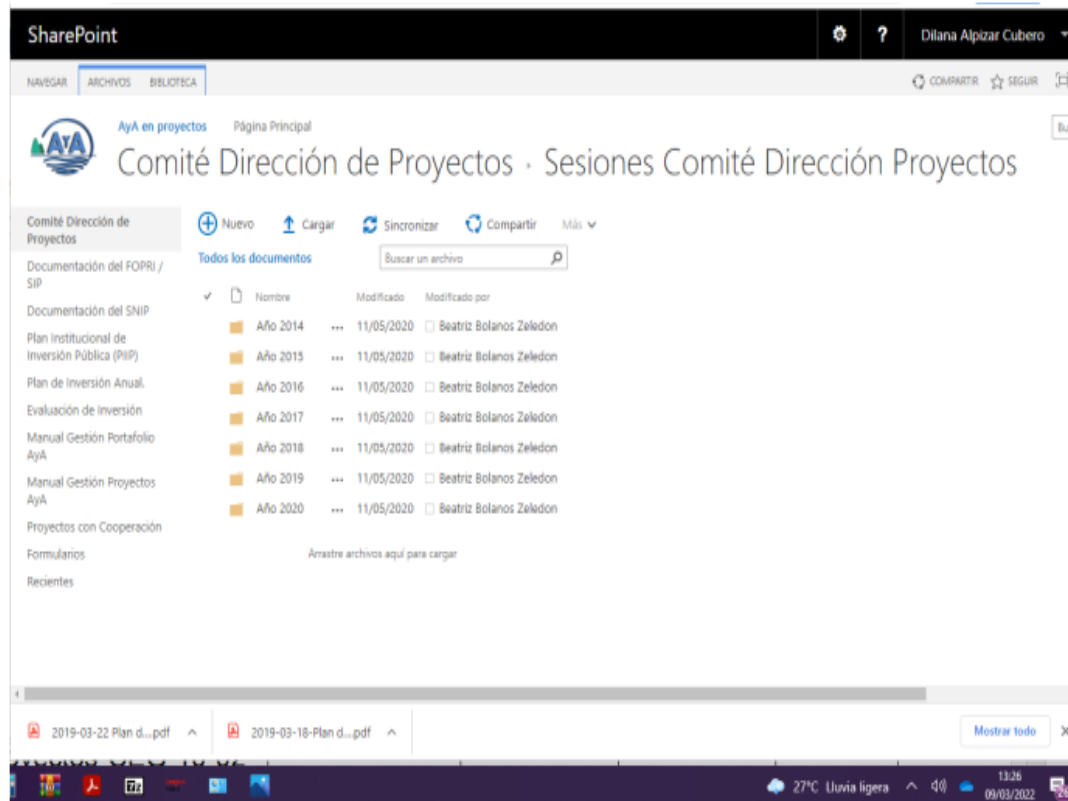 SharePoint
? Dilana Alpizar Cubero
NAVEGAR ARCHIVOS BIBLIOTECA
COMPARTIR SEGUIR
AyA
AyA en proyectos Página Principal
Comité Dirección de Proyectos › Sesiones Comité Dirección Proyectos
Comité Dirección de
Proyectos
Documentación del FOPRI /
SIP
Documentación del SNIP
Plan Institucional de
Inversión Pública (PIIP)
Plan de Inversión Anual.
Evaluación de Inversión
Manual Gestión Portafolio
AyA
Manual Gestión Proyectos
AyA
Proyectos con Cooperación
Formularios
Recientes
Nuevo Cargar Sincronizar Compartir Más
Todos los documentos Buscar un archivo
Nombre Modificado Modificado por
Año 2014 ... 11/05/2020 Beatriz Bolanos Zeledon
Año 2015 ... 11/05/2020 Beatriz Bolanos Zeledon
Año 2016 ... 11/05/2020 Beatriz Bolanos Zeledon
Año 2017 ... 11/05/2020 Beatriz Bolanos Zeledon
Año 2018 ... 11/05/2020 Beatriz Bolanos Zeledon
Año 2019 ... 11/05/2020 Beatriz Bolanos Zeledon
Año 2020 ... 11/05/2020 Beatriz Bolanos Zeledon
Arrastre archivos aquí para cargar
2019-03-22 Plan d....pdf 2019-03-18-Plan d....pdf Mostrar todo
27°C Lluvia ligera 13:26
09/03/2022